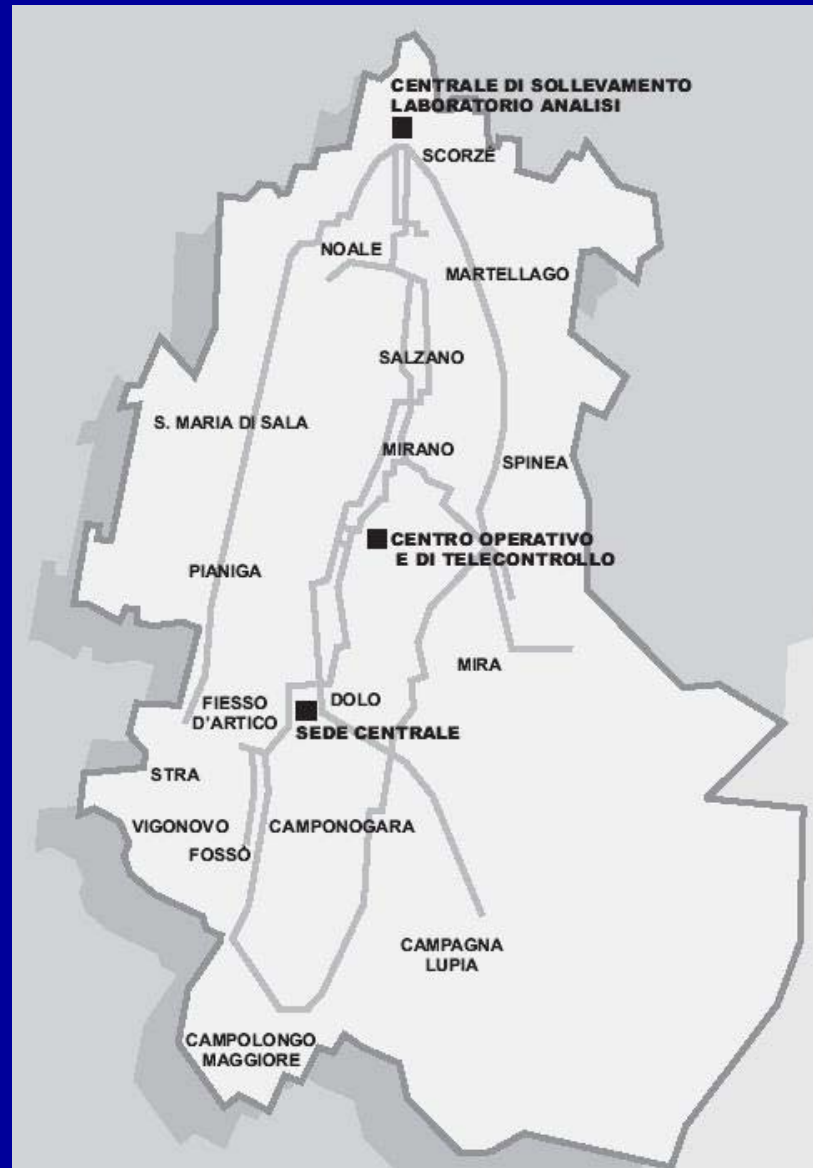 CENTRALE DI SOLLEVAMENTO
LABORATORIO ANALISI
SCORZÉ
NOALE
MARTELLAGO
SALZANO
S. MARIA DI SALA
MIRANO
SPINEA
CENTRO OPERATIVO
E DI TELECONTROLLO
PIANIGA
MIRA
FIESSO
D'ARTICO
DOLO
SEDE CENTRALE
STRA
VIGONOVO
CAMPONOGARA
FOSSÒ
CAMPAGNA
LUPIA
CAMPOLONGO
MAGGIORE